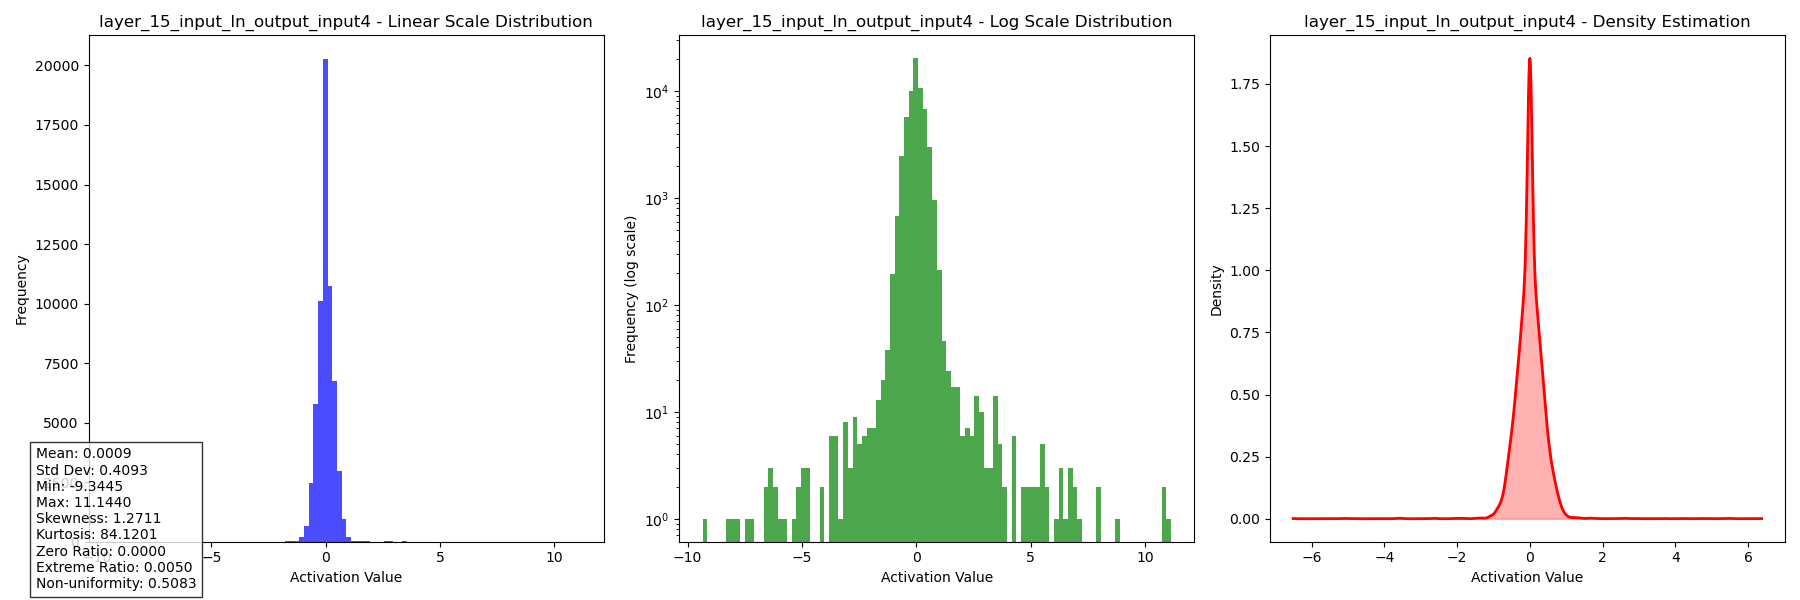 layer_15_input_ln_output_input4 - Linear Scale Distribution
20000
17500
15000
12500
10000
7500
5000
2500
0
Frequency
−5
0
5
10
Activation Value
Mean: 0.0009
Std Dev: 0.4093
Min: -9.3445
Max: 11.1440
Skewness: 1.2711
Kurtosis: 84.1201
Zero Ratio: 0.0000
Extreme Ratio: 0.0050
Non-uniformity: 0.5083
layer_15_input_ln_output_input4 - Log Scale Distribution
10⁴
10³
10²
10¹
10⁰
Frequency (log scale)
−10
−5
0
5
10
Activation Value
layer_15_input_ln_output_input4 - Density Estimation
1.75
1.50
1.25
1.00
0.75
0.50
0.25
0.00
Density
−6
−4
−2
0
2
4
6
Activation Value